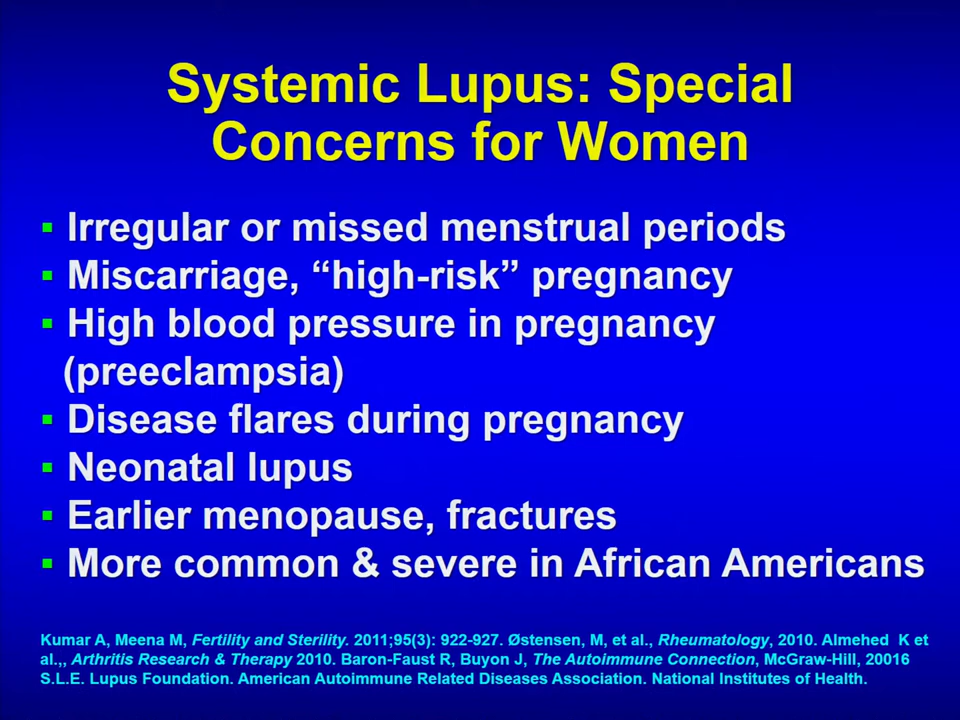 Systemic Lupus: Special
Concerns for Women
▪ Irregular or missed menstrual periods
▪ Miscarriage, “high-risk” pregnancy
▪ High blood pressure in pregnancy
(preeclampsia)
▪ Disease flares during pregnancy
▪ Neonatal lupus
▪ Earlier menopause, fractures
▪ More common & severe in African Americans
Kumar A, Meena M, Fertility and Sterility. 2011;95(3): 922-927. Østensen, M, et al., Rheumatology, 2010. Almehed K et
al.,, Arthritis Research & Therapy 2010. Baron-Faust R, Buyon J, The Autoimmune Connection, McGraw-Hill, 20016
S.L.E. Lupus Foundation. American Autoimmune Related Diseases Association. National Institutes of Health.